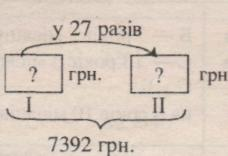 у 27 разів
? грн. ? грн
I II
7392 грн.